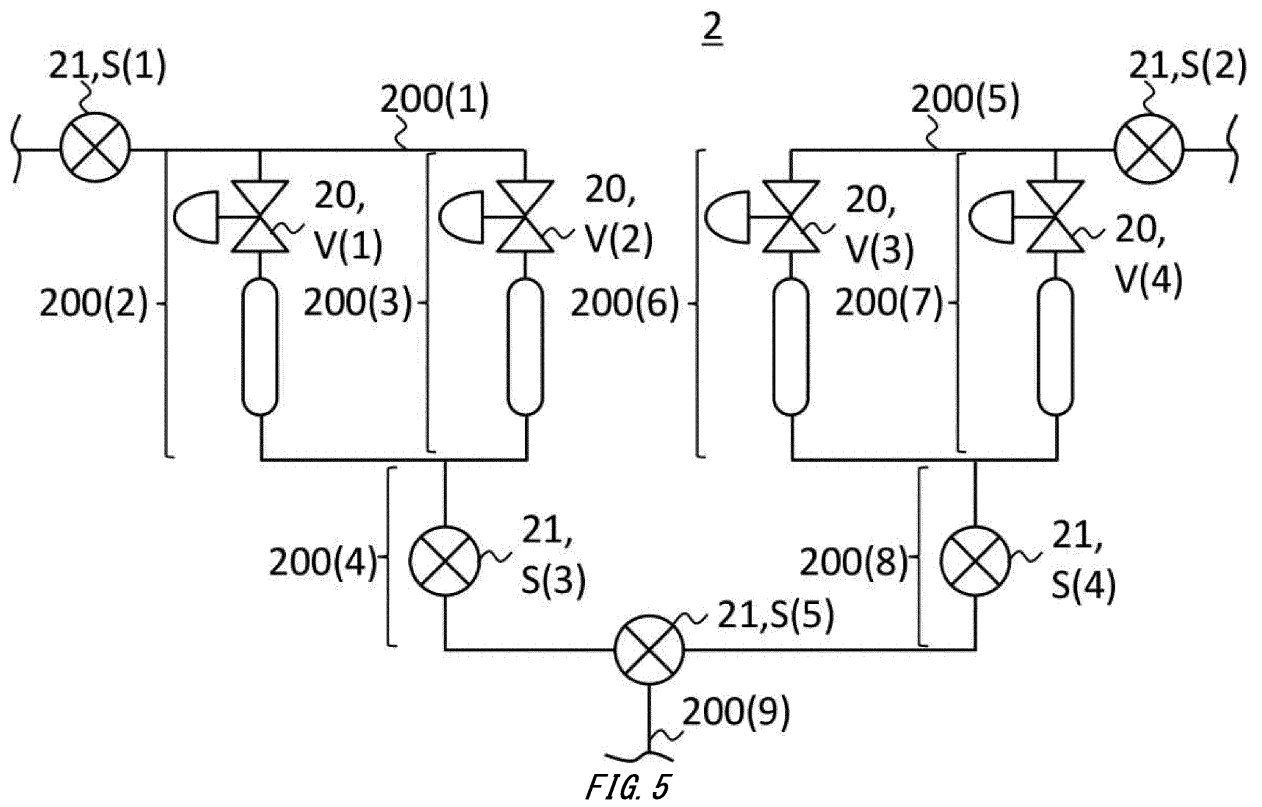 2
21,S(1)
200(1)
200(5)
21,S(2)
20,
V(1)
20,
V(2)
20,
V(3)
20,
V(4)
200(2)
200(3)
200(6)
200(7)
200(4)
21,
S(3)
200(8)
21,
S(4)
21,S(5)
200(9)
FIG. 5